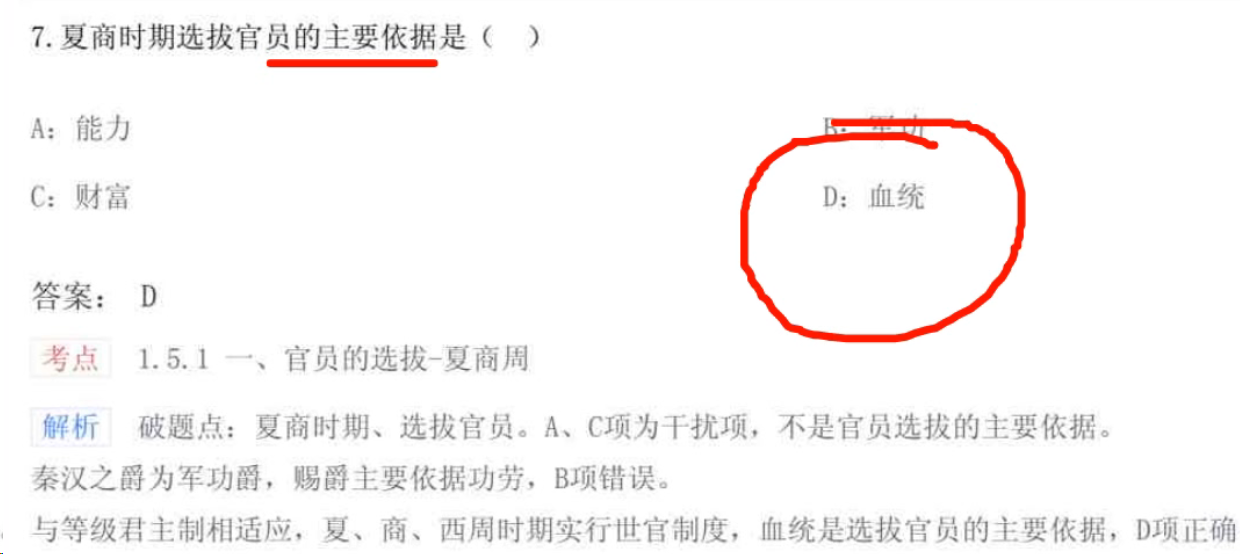 7.夏商时期选拔官员的主要依据是（ ）
A：能力
B：军功
C：财富
D：血统
答案： D
考点 1.5.1 一、官员的选拔-夏商周
解析 破题点：夏商时期、选拔官员。A、C项为干扰项，不是官员选拔的主要依据。
秦汉之爵为军功爵，赐爵主要依据功劳，B项错误。
与等级君主制相适应，夏、商、西周时期实行世官制度，血统是选拔官员的主要依据，D项正确